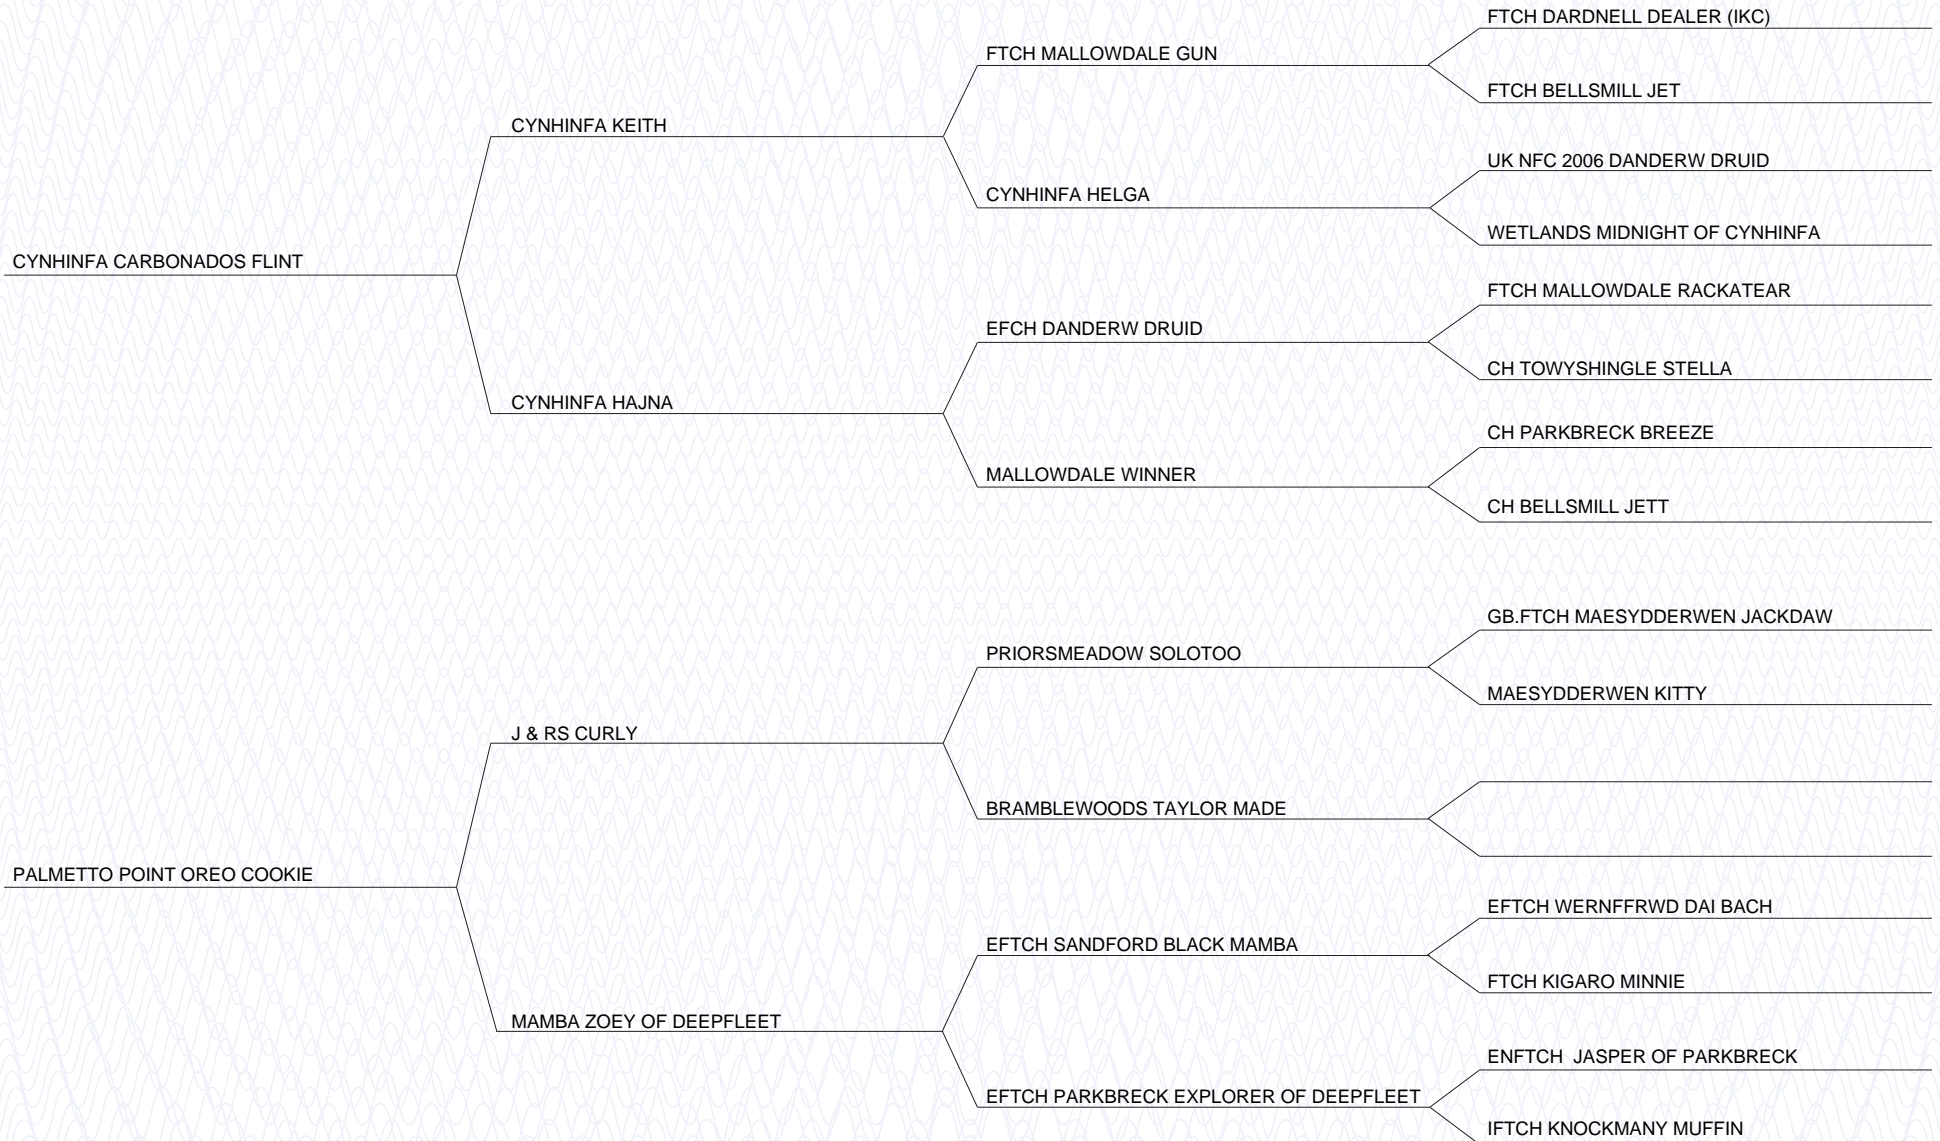 FTCH DARDNELL DEALER (IKC)
FTCH MALLOWDALE GUN
FTCH BELLSMILL JET
CYNHINFA KEITH
UK NFC 2006 DANDERW DRUID
CYNHINFA HELGA
WETLANDS MIDNIGHT OF CYNHINFA
CYNHINFA CARBONADOS FLINT
FTCH MALLOWDALE RACKATEAR
EFCH DANDERW DRUID
CH TOWYSHINGLE STELLA
CYNHINFA HAJNA
CH PARKBRECK BREEZE
MALLOWDALE WINNER
CH BELLSMILL JETT
GB.FTCH MAESYDDERWEN JACKDAW
PRIORSMEADOW SOLOTOO
MAESYDDERWEN KITTY
J & RS CURLY
BRAMBLEWOODS TAYLOR MADE
PALMETTO POINT OREO COOKIE
EFTCH WERNFFRWD DAI BACH
EFTCH SANDFORD BLACK MAMBA
FTCH KIGARO MINNIE
MAMBA ZOEY OF DEEPFLEET
ENFTCH  JASPER OF PARKBRECK
EFTCH PARKBRECK EXPLORER OF DEEPFLEET
IFTCH KNOCKMANY MUFFIN